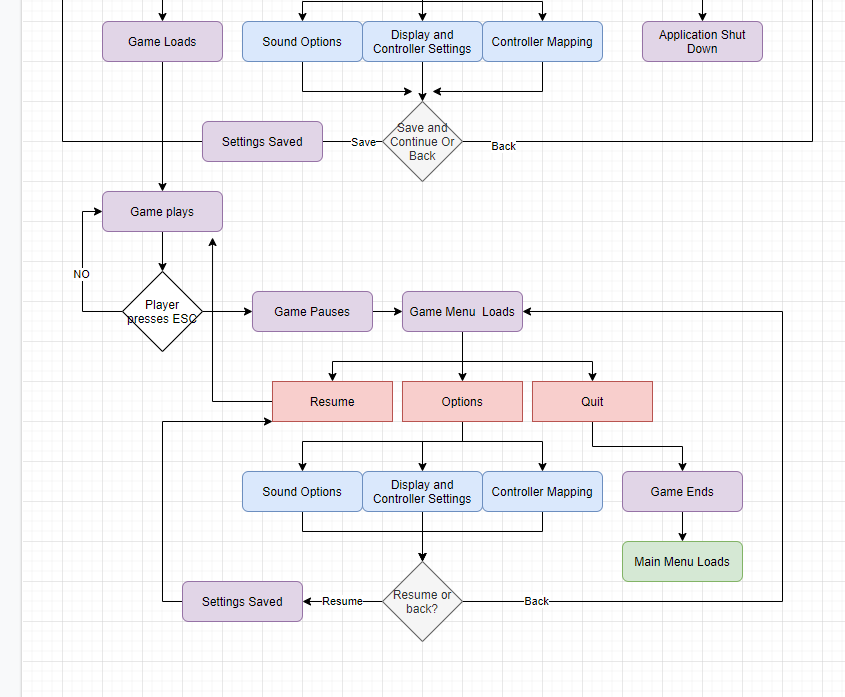 Game Loads
Sound Options
Display and
Controller Settings
Controller Mapping
Application Shut
Down
Settings Saved
Save
Save and
Continue Or
Back
Back
Game plays
NO
Player
presses ESC
Game Pauses
Game Menu Loads
Resume
Options
Quit
Sound Options
Display and
Controller Settings
Controller Mapping
Game Ends
Main Menu Loads
Settings Saved
Resume
Resume or
back?
Back